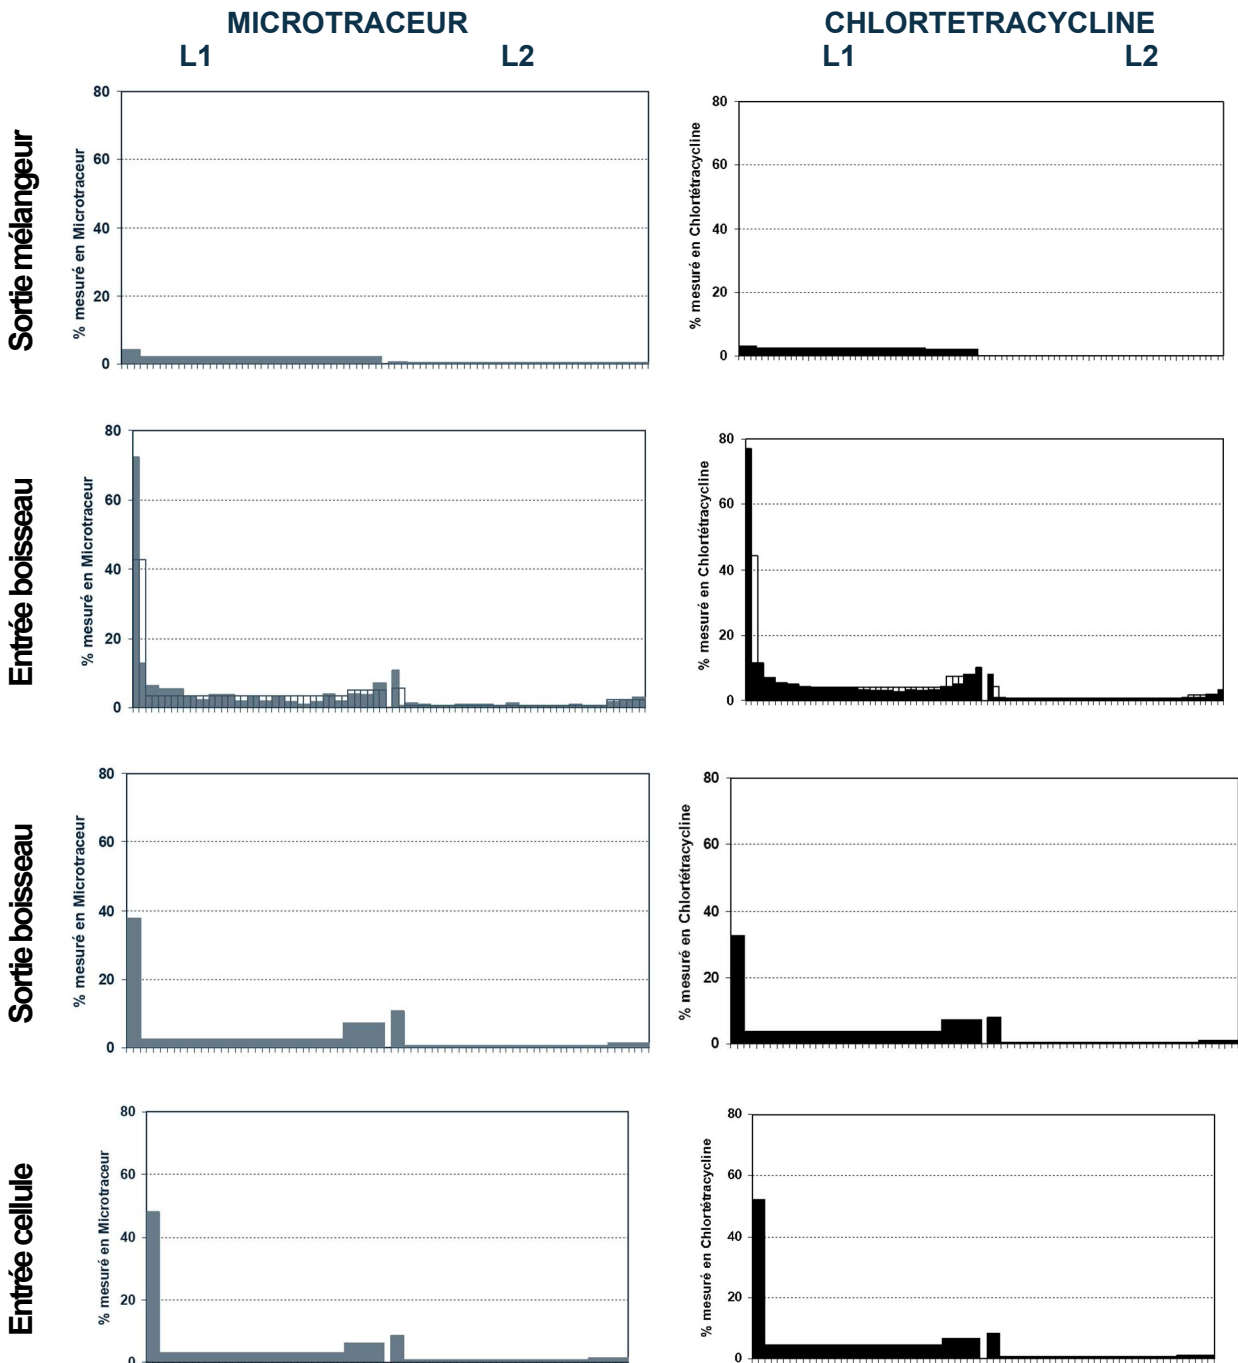 MICROTRACEUR
CHLORTETRACYCLINE
L1
L2
L1
L2
Sortie mélangeur
% mesuré en Microtraceur
80
60
40
20
0
% mesuré en Chlortétracycline
80
60
40
20
0
Entrée boisseau
% mesuré en Microtraceur
80
60
40
20
0
% mesuré en Chlortétracycline
80
60
40
20
0
Sortie boisseau
% mesuré en Microtraceur
80
60
40
20
0
% mesuré en Chlortétracycline
80
60
40
20
0
Entrée cellule
% mesuré en Microtraceur
80
60
40
20
0
% mesuré en Chlortétracycline
80
60
40
20
0